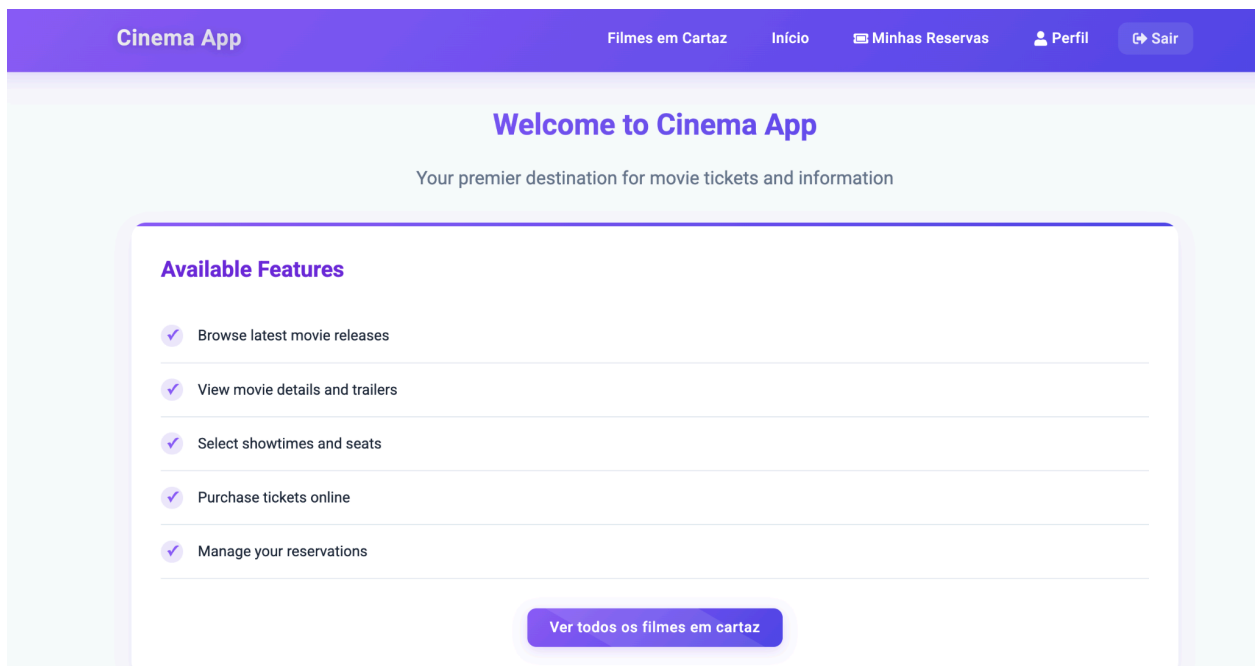 Cinema App
Filmes em Cartaz
Início
Minhas Reservas
Perfil
Sair
Welcome to Cinema App
Your premier destination for movie tickets and information
Available Features
Browse latest movie releases
View movie details and trailers
Select showtimes and seats
Purchase tickets online
Manage your reservations
Ver todos os filmes em cartaz